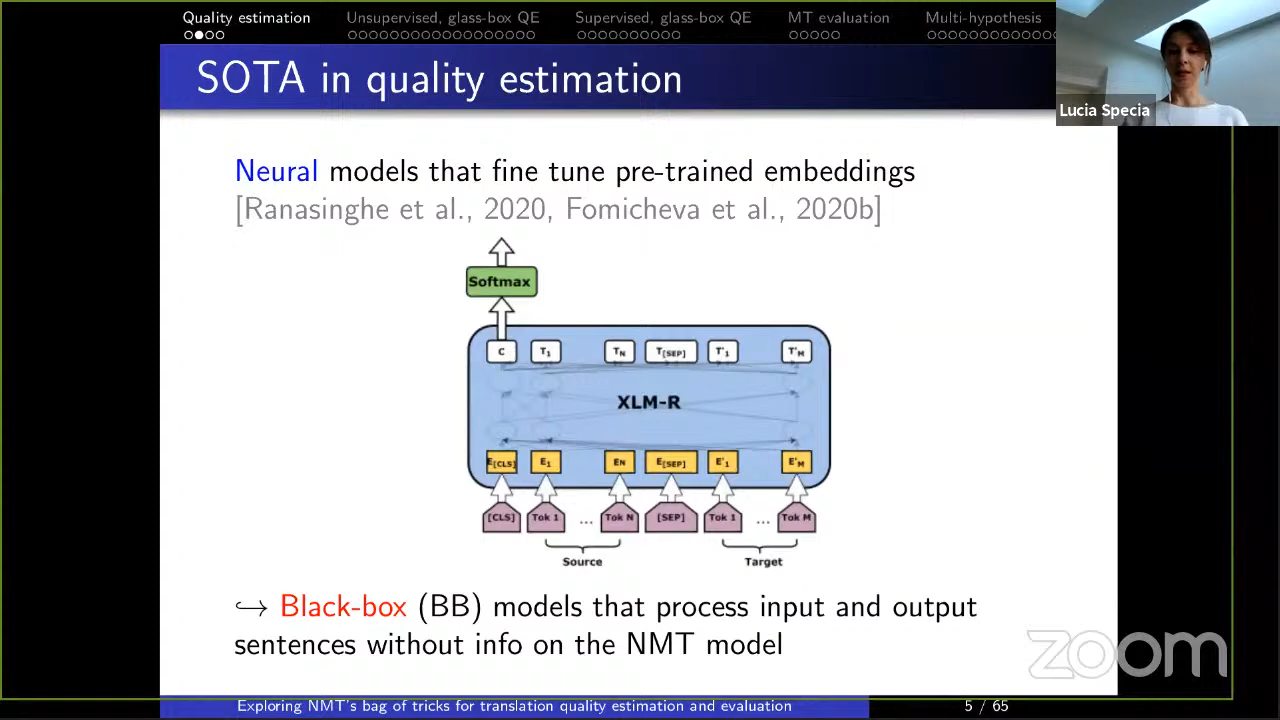 Quality estimation
Unsupervised, glass-box QE
Supervised, glass-box QE
MT evaluation
Multi-hypothesis
SOTA in quality estimation
Lucia Specia
Neural models that fine tune pre-trained embeddings
[Ranasinghe et al., 2020, Fomicheva et al., 2020b]
Softmax
C T1 TN T[SEP] T'1 T'M
XLM-R
E[CLS] E1 EN E[SEP] E'1 E'M
[CLS] Tok 1 ... Tok N [SEP] Tok 1 ... Tok M
Source Target
↪ Black-box (BB) models that process input and output
sentences without info on the NMT model
zoom
Exploring NMT's bag of tricks for translation quality estimation and evaluation
5 / 65